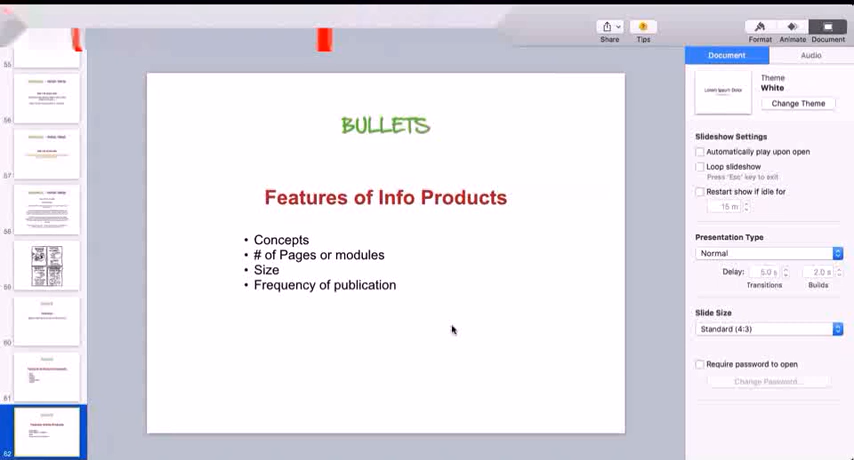 Share
Tips
Format
Animate
Document
Document
Audio
55
56
57
58
59
60
61
62
BULLETS
Features of Info Products
• Concepts
• # of Pages or modules
• Size
• Frequency of publication
Theme
White
Change Theme
Slideshow Settings
Automatically play upon open
Loop slideshow
Press 'Esc' key to exit
Restart show if idle for
15 m
Presentation Type
Normal
Delay: 5.0 s 2.0 s
Transitions Builds
Slide Size
Standard (4:3)
Require password to open
Change Password...